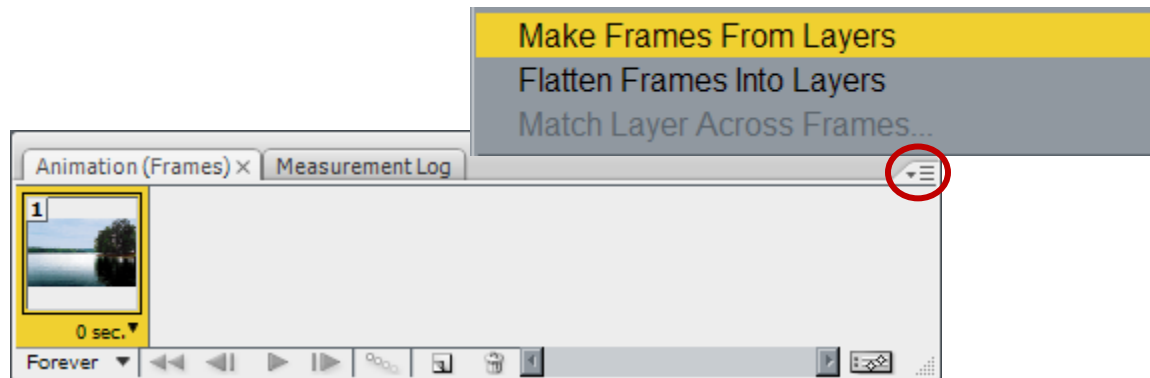 Make Frames From Layers
Flatten Frames Into Layers
Match Layer Across Frames...
Animation (Frames) × Measurement Log
1
0 sec.
Forever